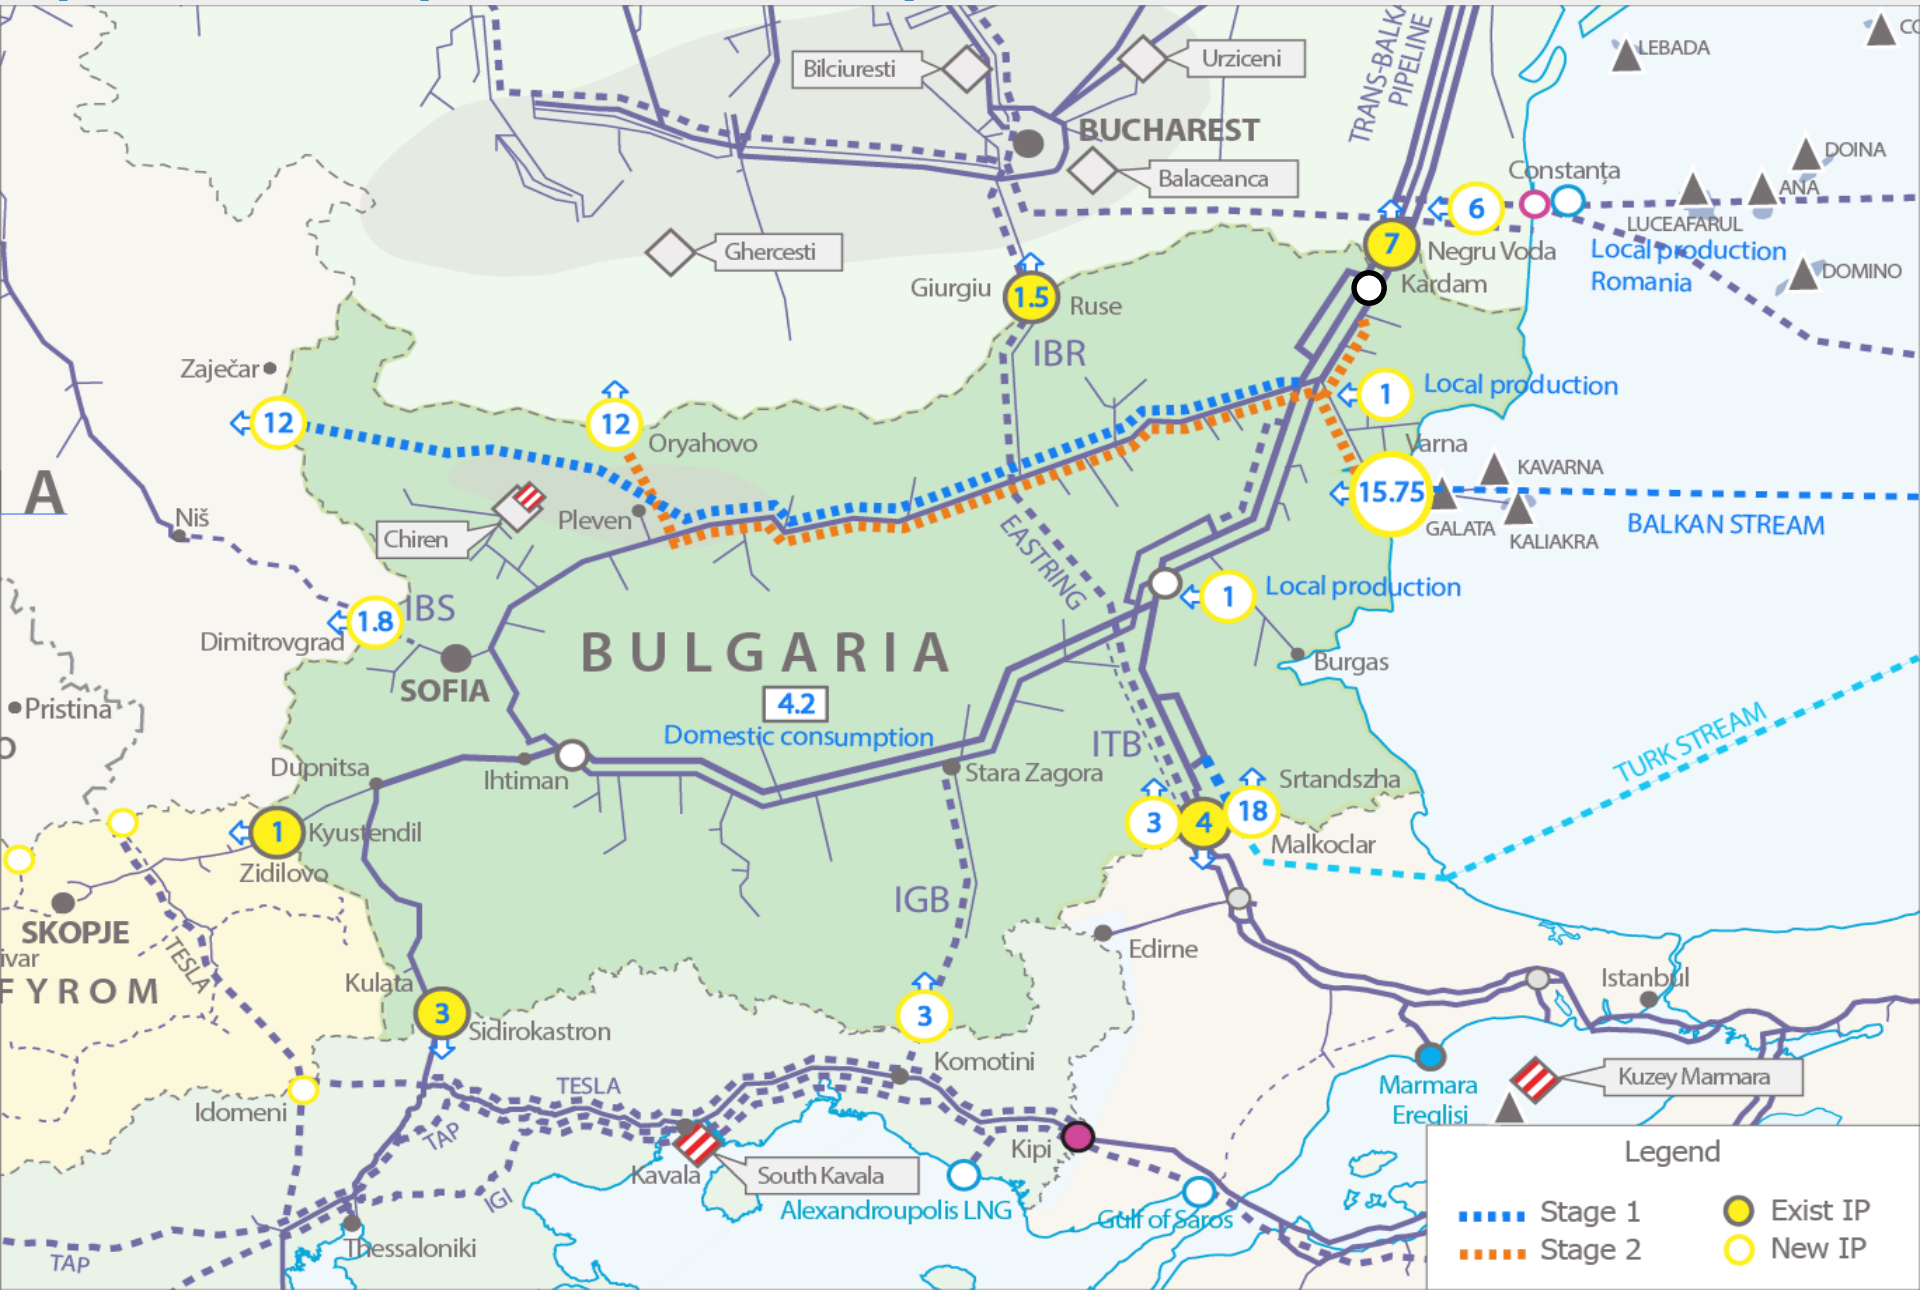 TRANS-BALKA
PIPELINE
LEBADA
Bilciuresti
Urziceni
BUCHAREST
Balaceanca
Constanța
DOINA
ANA
LUCEAFARUL
6
Local production
Romania
DOMINO
Ghercesti
7
Negru Voda
Kardam
Giurgiu
1.5
Ruse
IBR
Zaječar
12
12
Oryahovo
1
Local production
Varna
KAVARNA
15.75
GALATA
KALIAKRA
BALKAN STREAM
A
Niš
Chiren
Pleven
EASTRING
1
Local production
IBS
1.8
Dimitrovgrad
SOFIA
BULGARIA
4.2
Domestic consumption
Burgas
Pristina
O
TURK STREAM
ITB
Dupnitsa
Ihtiman
Stara Zagora
Srtandszha
3
4
18
Malkoclar
1
Kyustendil
Zidilovo
IGB
SKOPJE
ivar
FYROM
TESLA
Edirne
Kulata
3
Sidirokastron
3
Komotini
Istanbul
Idomeni
TESLA
TAP
IGI
Kavala
South Kavala
Kipi
Alexandroupolis LNG
Gulf of Saros
Marmara
Ereglisi
Kuzey Marmara
TAP
Thessaloniki
Legend
Stage 1
Exist IP
Stage 2
New IP